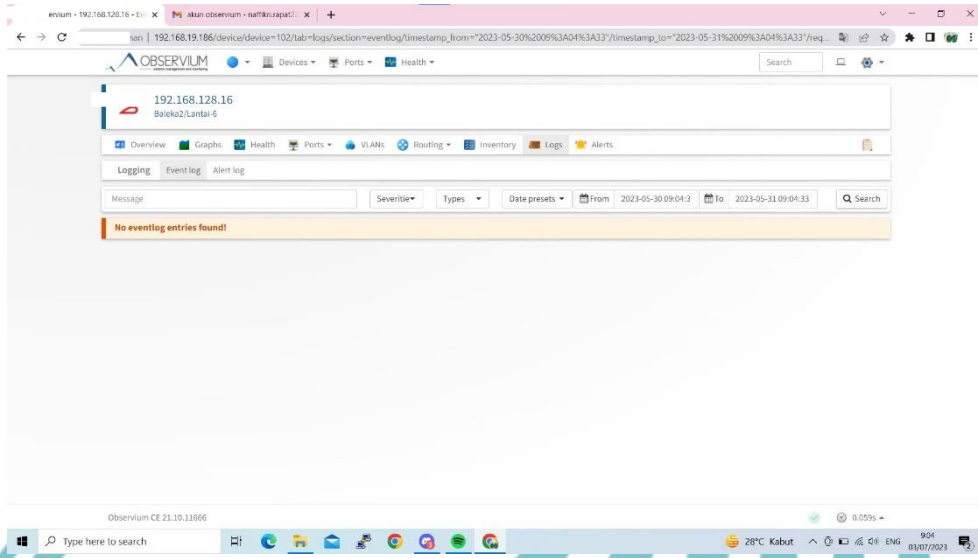 ervium - 192.168.128.16 - Ev
akun observium - naffikri.rapat22
192.168.19.186/device/device=102/tab=logs/section=eventlog/timestamp_from="2023-05-30%2009%3A04%3A33"/timestamp_to="2023-05-31%2009%3A04%3A33"/req...
OBSERVIUM
Devices
Ports
Health
Search
192.168.128.16
Baleka2/Lantai-6
Overview Graphs Health Ports VLANs Routing Inventory Logs Alerts
Logging Event log Alert log
Message Severitie Types Date presets From 2023-05-30 09:04:3 To 2023-05-31 09:04:33 Search
No eventlog entries found!
Observium CE 21.10.11666 0.059s
Type here to search 28°C Kabut ENG 9:04
03/07/2023